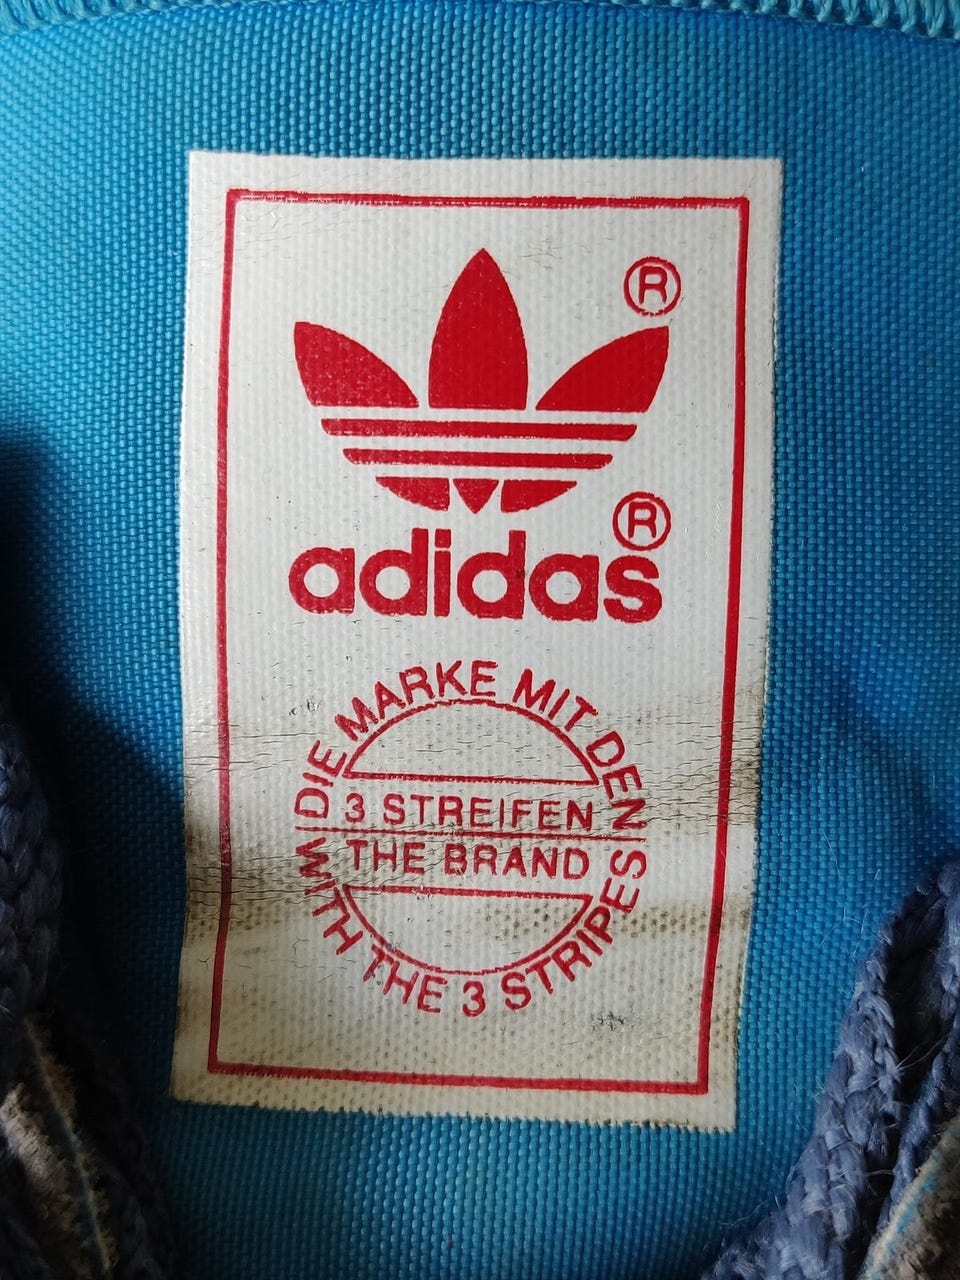 ®
®
adidas
DIE MARKE MIT DEN
3 STREIFEN
THE BRAND
WITH THE 3 STRIPES